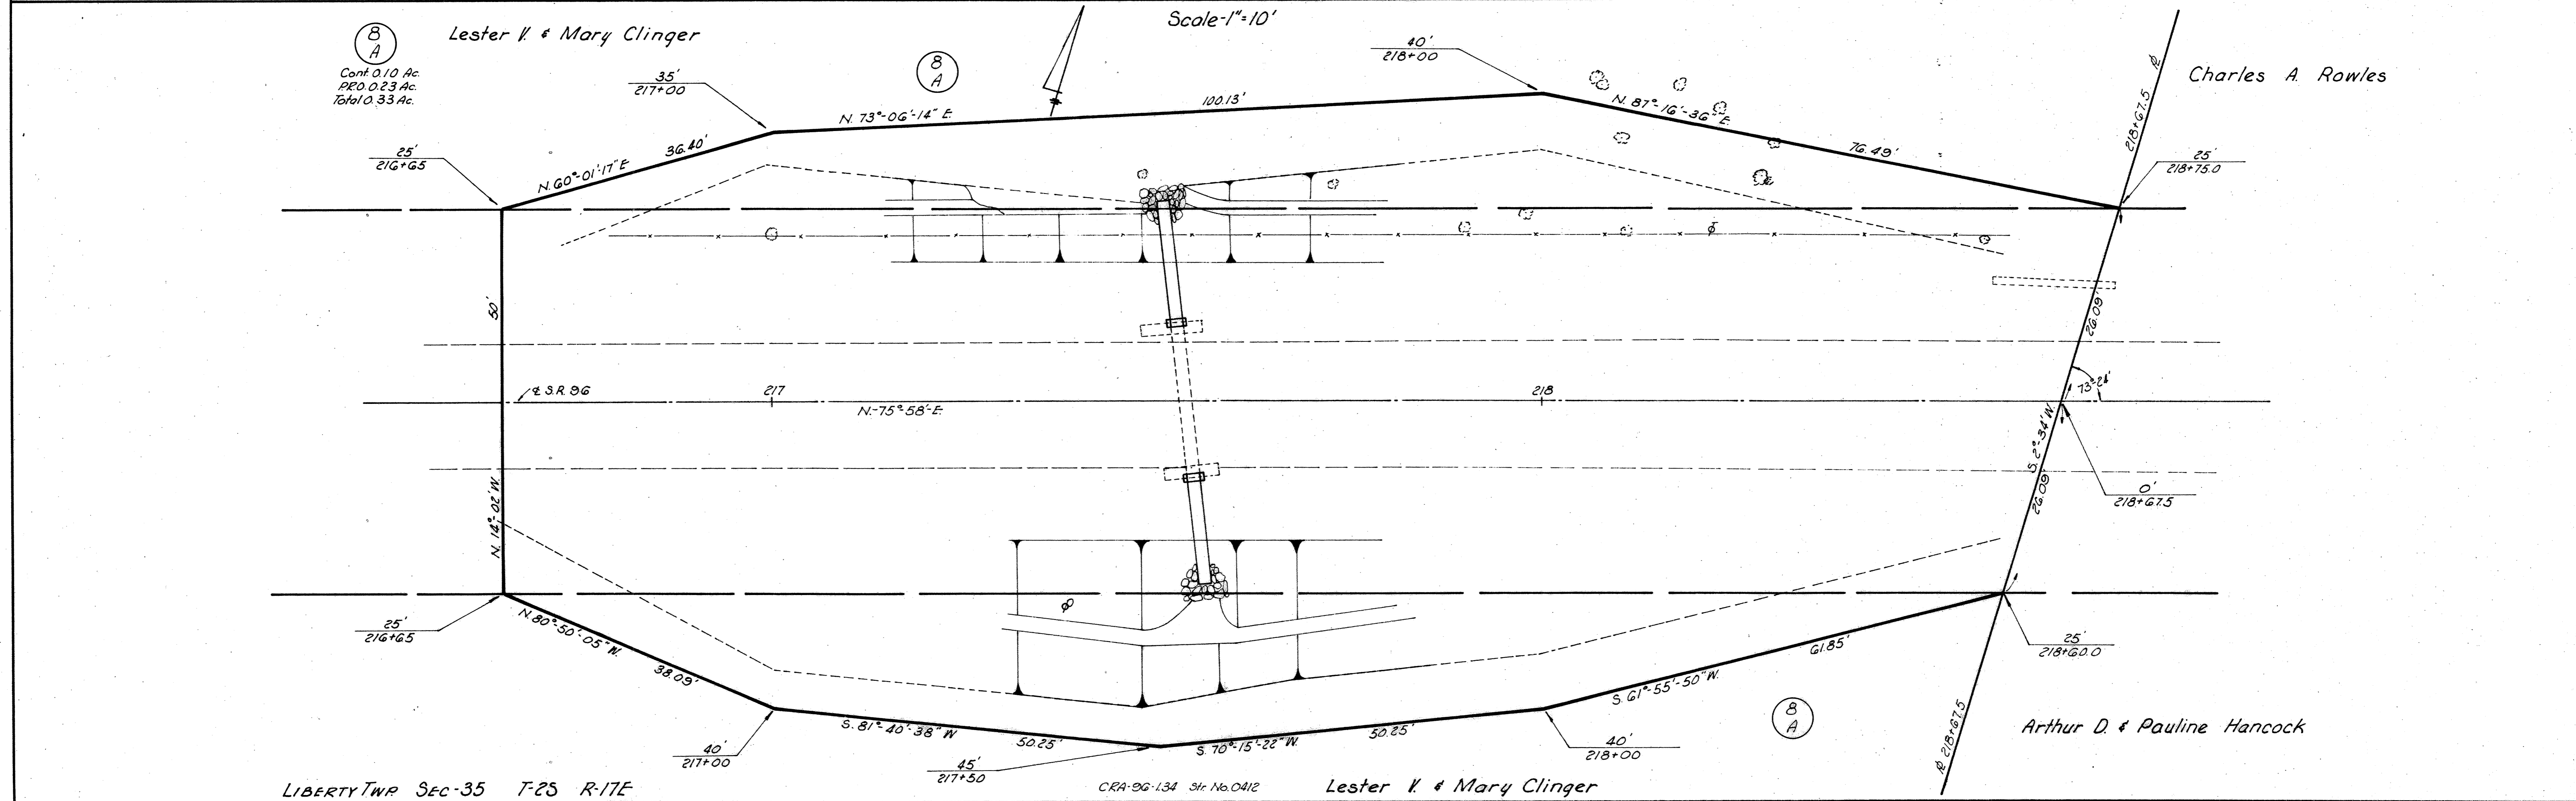 Scale-1"=10'
8
A
Cont. 0.10 Ac.
P.R.O. 0.23 Ac.
Total 0.33 Ac.
Lester V. & Mary Clinger
8
A
35'
217+00
40'
218+00
Charles A. Rowles
218+67.5
N. 73°-06'-14" E.
100.13'
N. 87°-16'-36" E.
76.49'
25'
216+65
N. 60°-01'-17" E
36.40'
25'
218+75.0
50'
N. 14°-02' W.
26.09'
73°-24'
℄ S.R. 96
217
N.-75°-58'-E.
218
S. 2°-34' W.
26.09'
0'
218+67.5
25'
216+65
N. 80°-50'-05" W.
38.09'
25'
218+60.0
S. 61°-55'-50" W.
61.85'
40'
217+00
S. 81°-40'-38" W
50.25'
45'
217+50
S. 70°-15'-22" W.
50.25'
40'
218+00
8
A
218+67.5
Arthur D. & Pauline Hancock
LIBERTY TWP. SEC-35 T-2S R-17E
CRA-96-1.34 Str. No. 0412
Lester V. & Mary Clinger